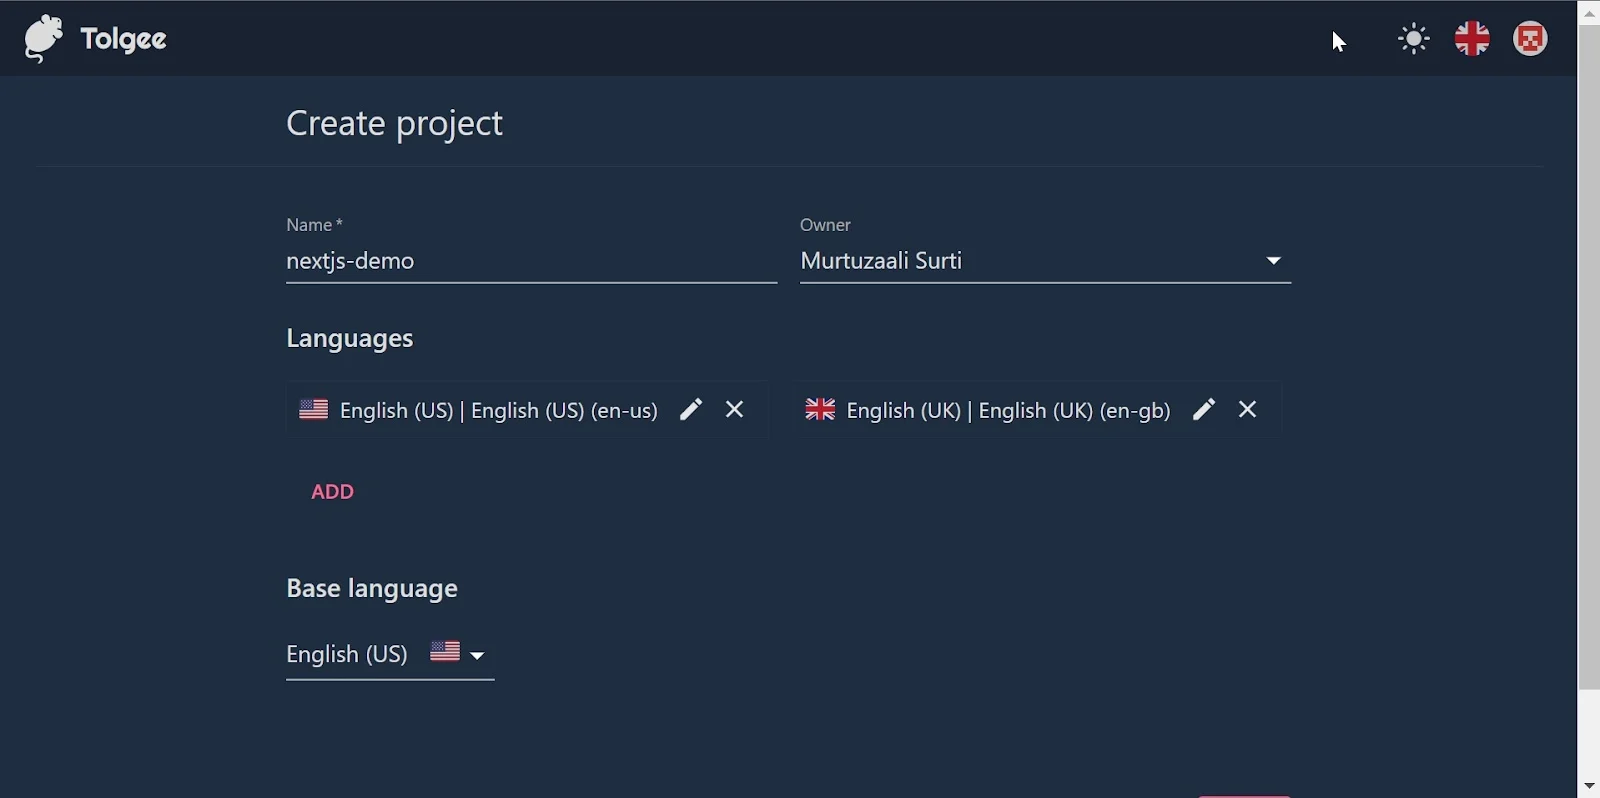 Tolgee
Create project
Name *
Owner
nextjs-demo
Murtuzaali Surti
Languages
English (US) | English (US) (en-us)
English (UK) | English (UK) (en-gb)
ADD
Base language
English (US)